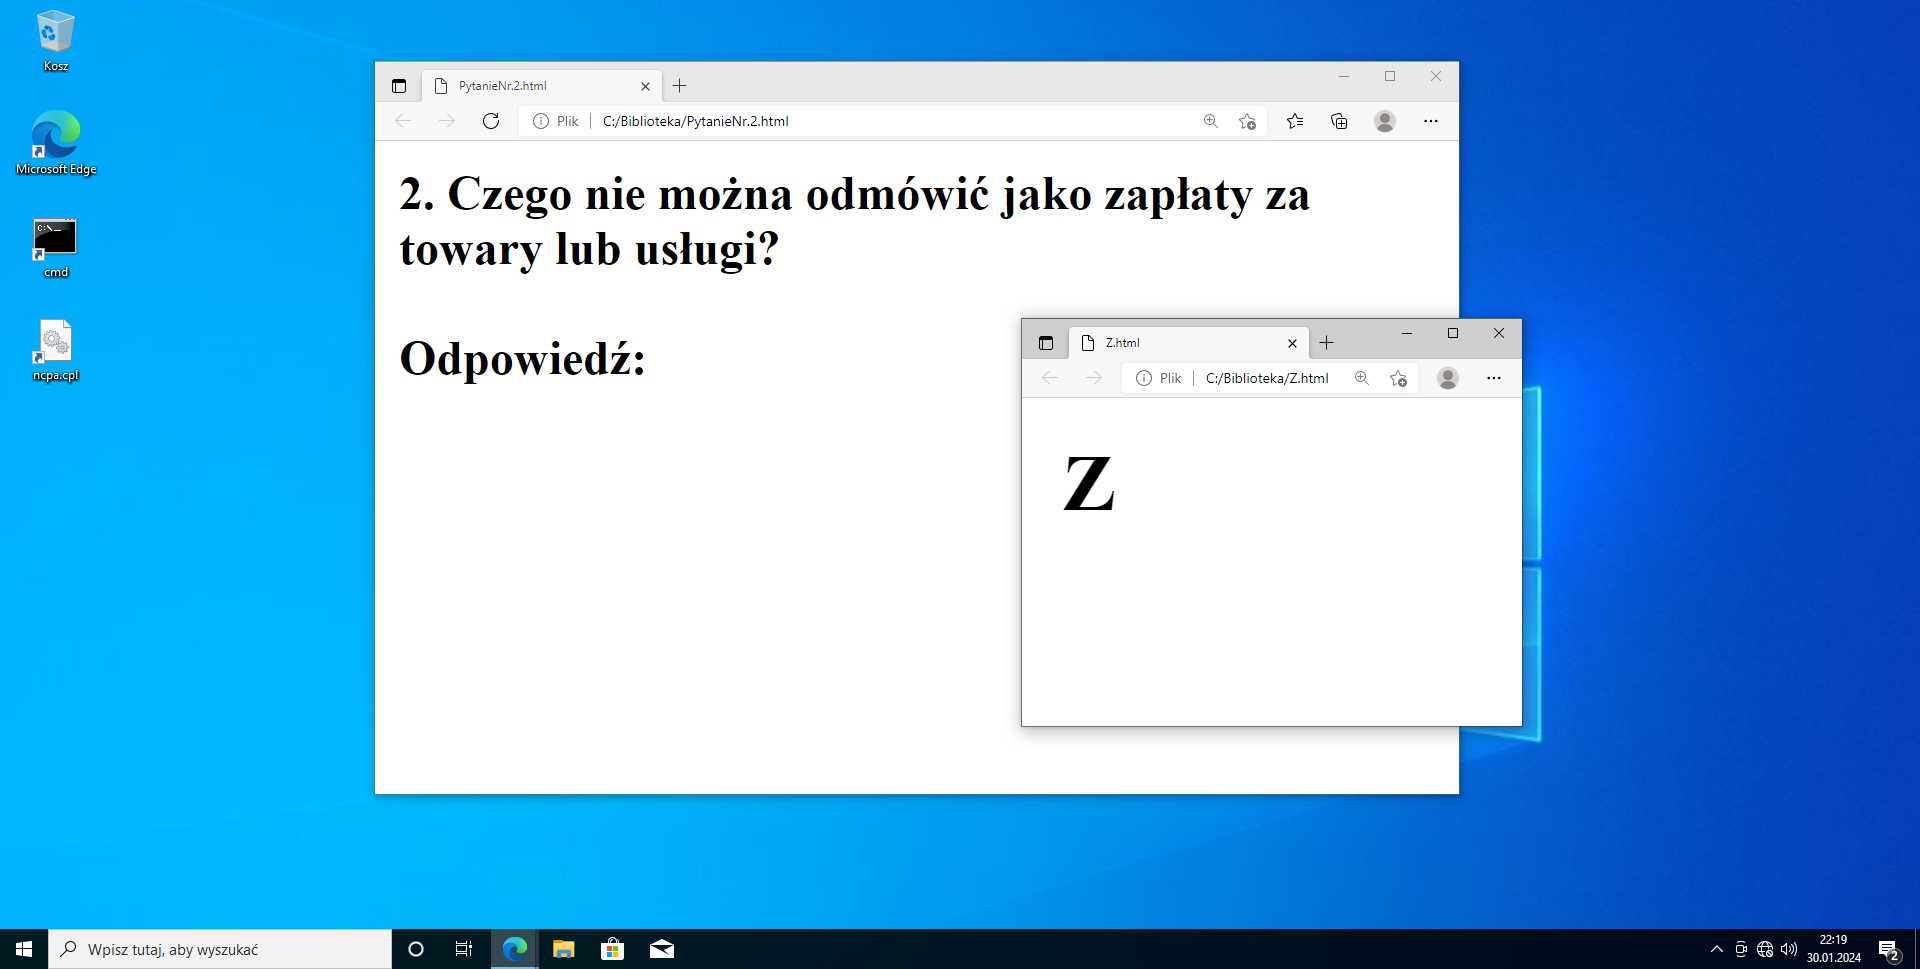 Kosz
Microsoft Edge
cmd
ncpa.cpl
PytanieNr.2.html
Plik
C:/Biblioteka/PytanieNr.2.html
2. Czego nie można odmówić jako zapłaty za
towary lub usługi?
Odpowiedź:
Z.html
Plik
C:/Biblioteka/Z.html
Z
Wpisz tutaj, aby wyszukać
22:19
30.01.2024
2